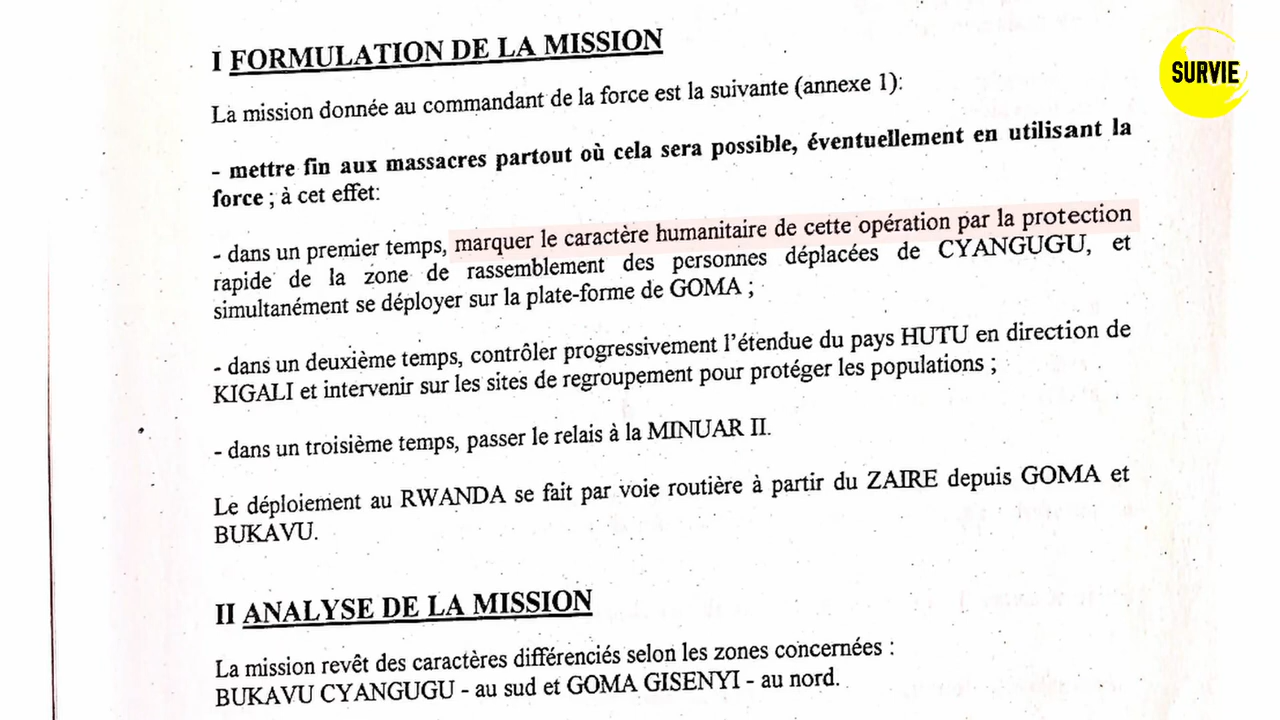 I FORMULATION DE LA MISSION
SURVIE
La mission donnée au commandant de la force est la suivante (annexe 1):
- mettre fin aux massacres partout où cela sera possible, éventuellement en utilisant la
force ; à cet effet:
- dans un premier temps, marquer le caractère humanitaire de cette opération par la protection
rapide de la zone de rassemblement des personnes déplacées de CYANGUGU, et
simultanément se déployer sur la plate-forme de GOMA ;
- dans un deuxième temps, contrôler progressivement l'étendue du pays HUTU en direction de
KIGALI et intervenir sur les sites de regroupement pour protéger les populations ;
- dans un troisième temps, passer le relais à la MINUAR II.
Le déploiement au RWANDA se fait par voie routière à partir du ZAIRE depuis GOMA et
BUKAVU.
II ANALYSE DE LA MISSION
La mission revêt des caractères différenciés selon les zones concernées :
BUKAVU CYANGUGU - au sud et GOMA GISENYI - au nord.